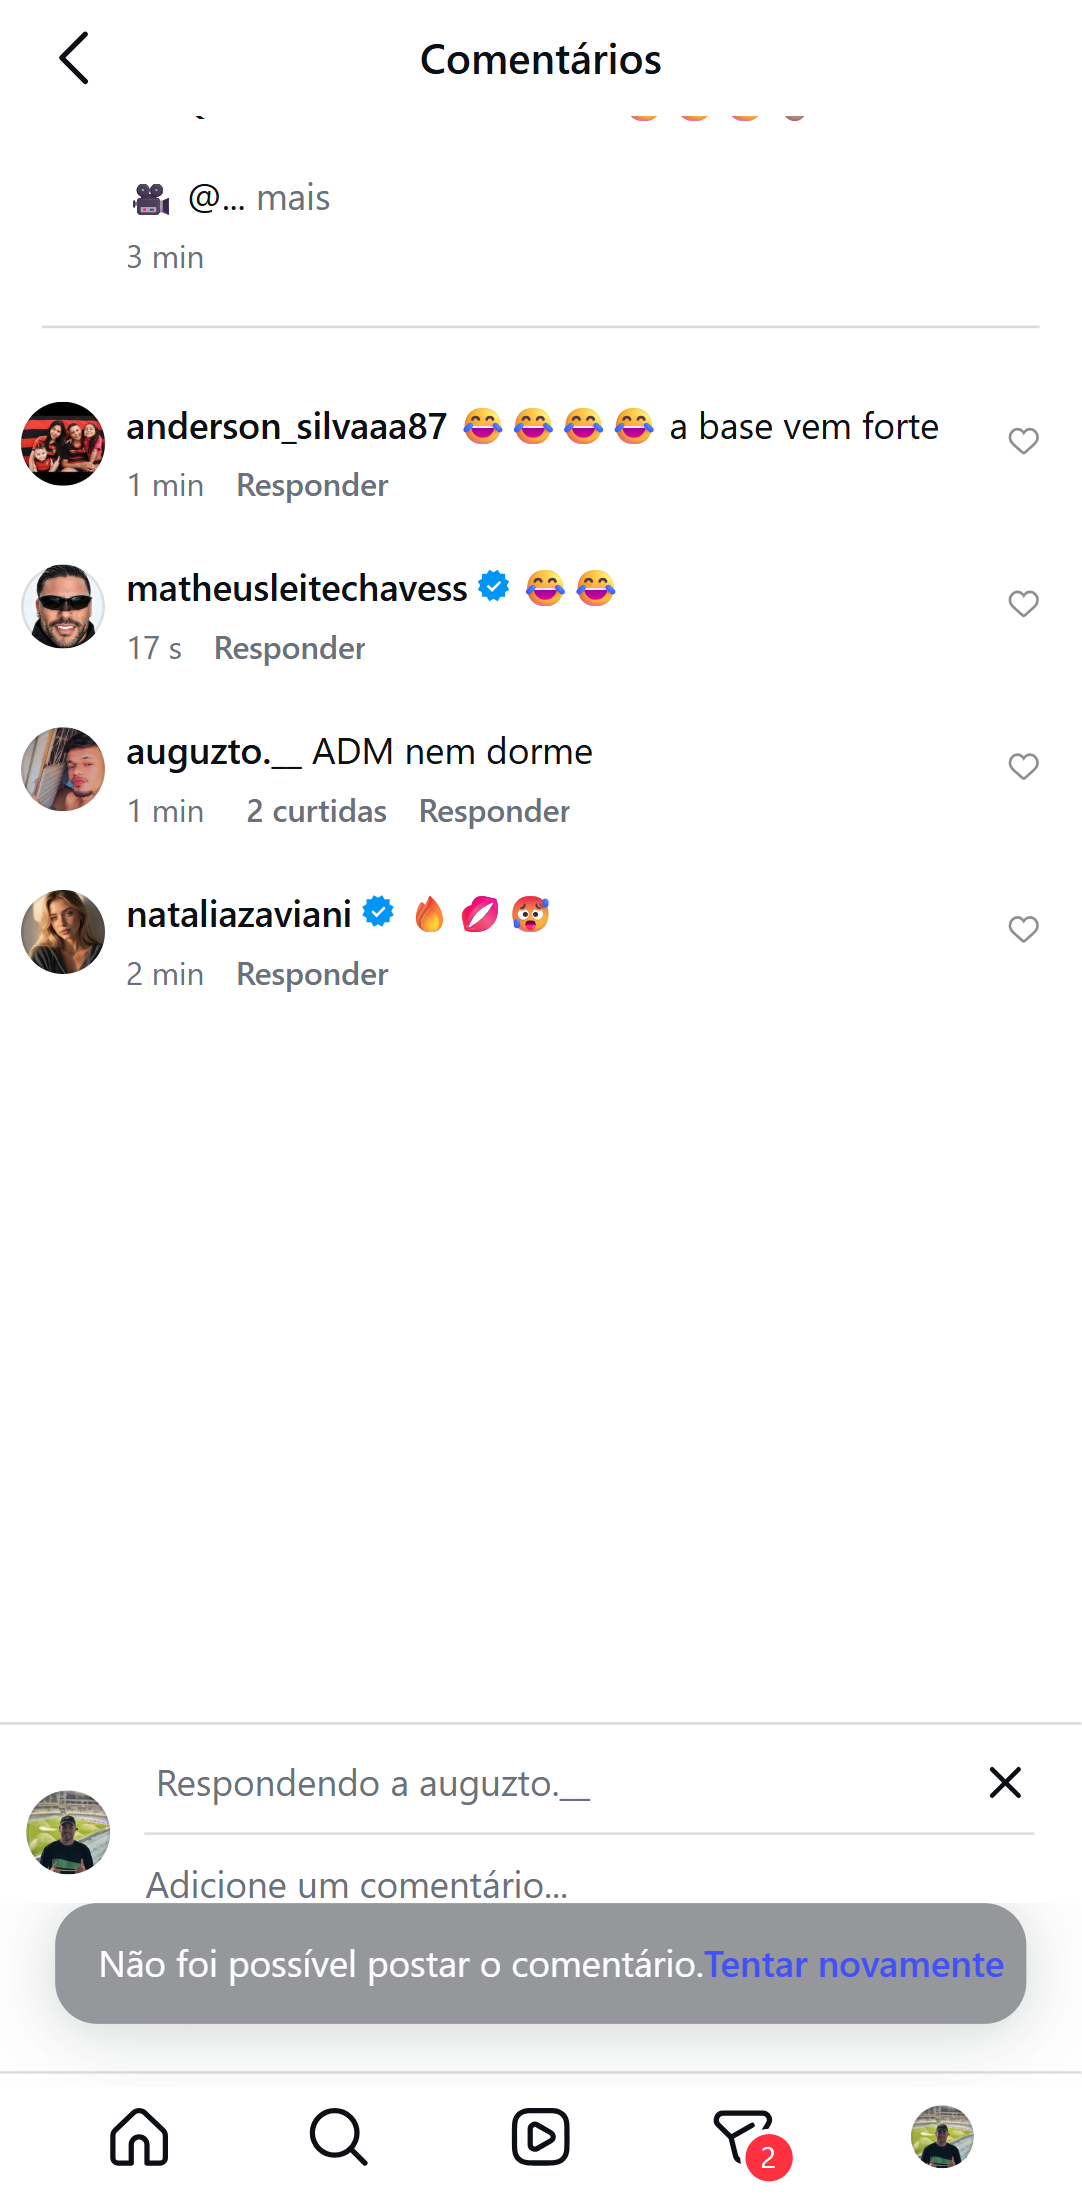 Comentários
🎥 @... mais
3 min
anderson_silvaaa87 😂😂😂😂 a base vem forte
1 min Responder
matheusleitechavess 😂😂
17 s Responder
auguzto.__ ADM nem dorme
1 min 2 curtidas Responder
nataliazaviani 🔥💋🥵
2 min Responder
Respondendo a auguzto.__
Adicione um comentário...
Não foi possível postar o comentário.Tentar novamente
2